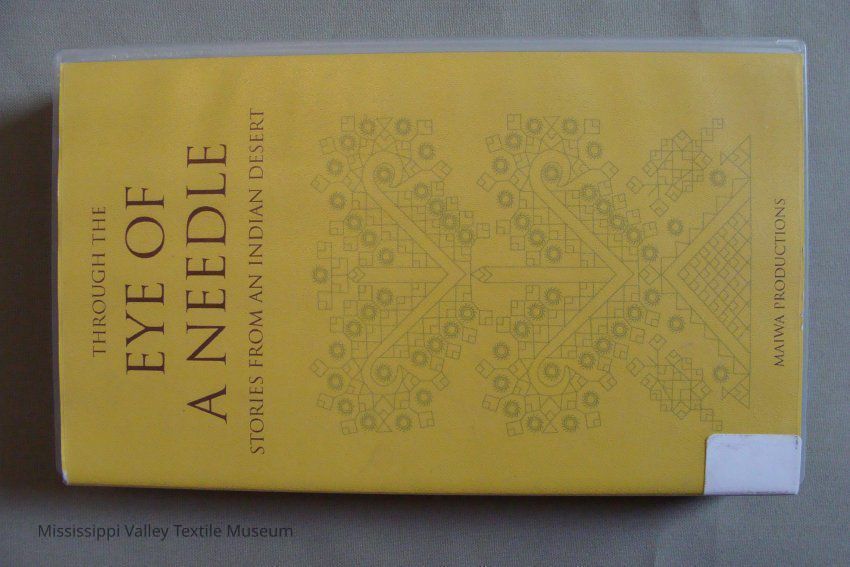 THROUGH THE
EYE OF
A NEEDLE
STORIES FROM AN INDIAN DESERT
MAIWA PRODUCTIONS
Mississippi Valley Textile Museum